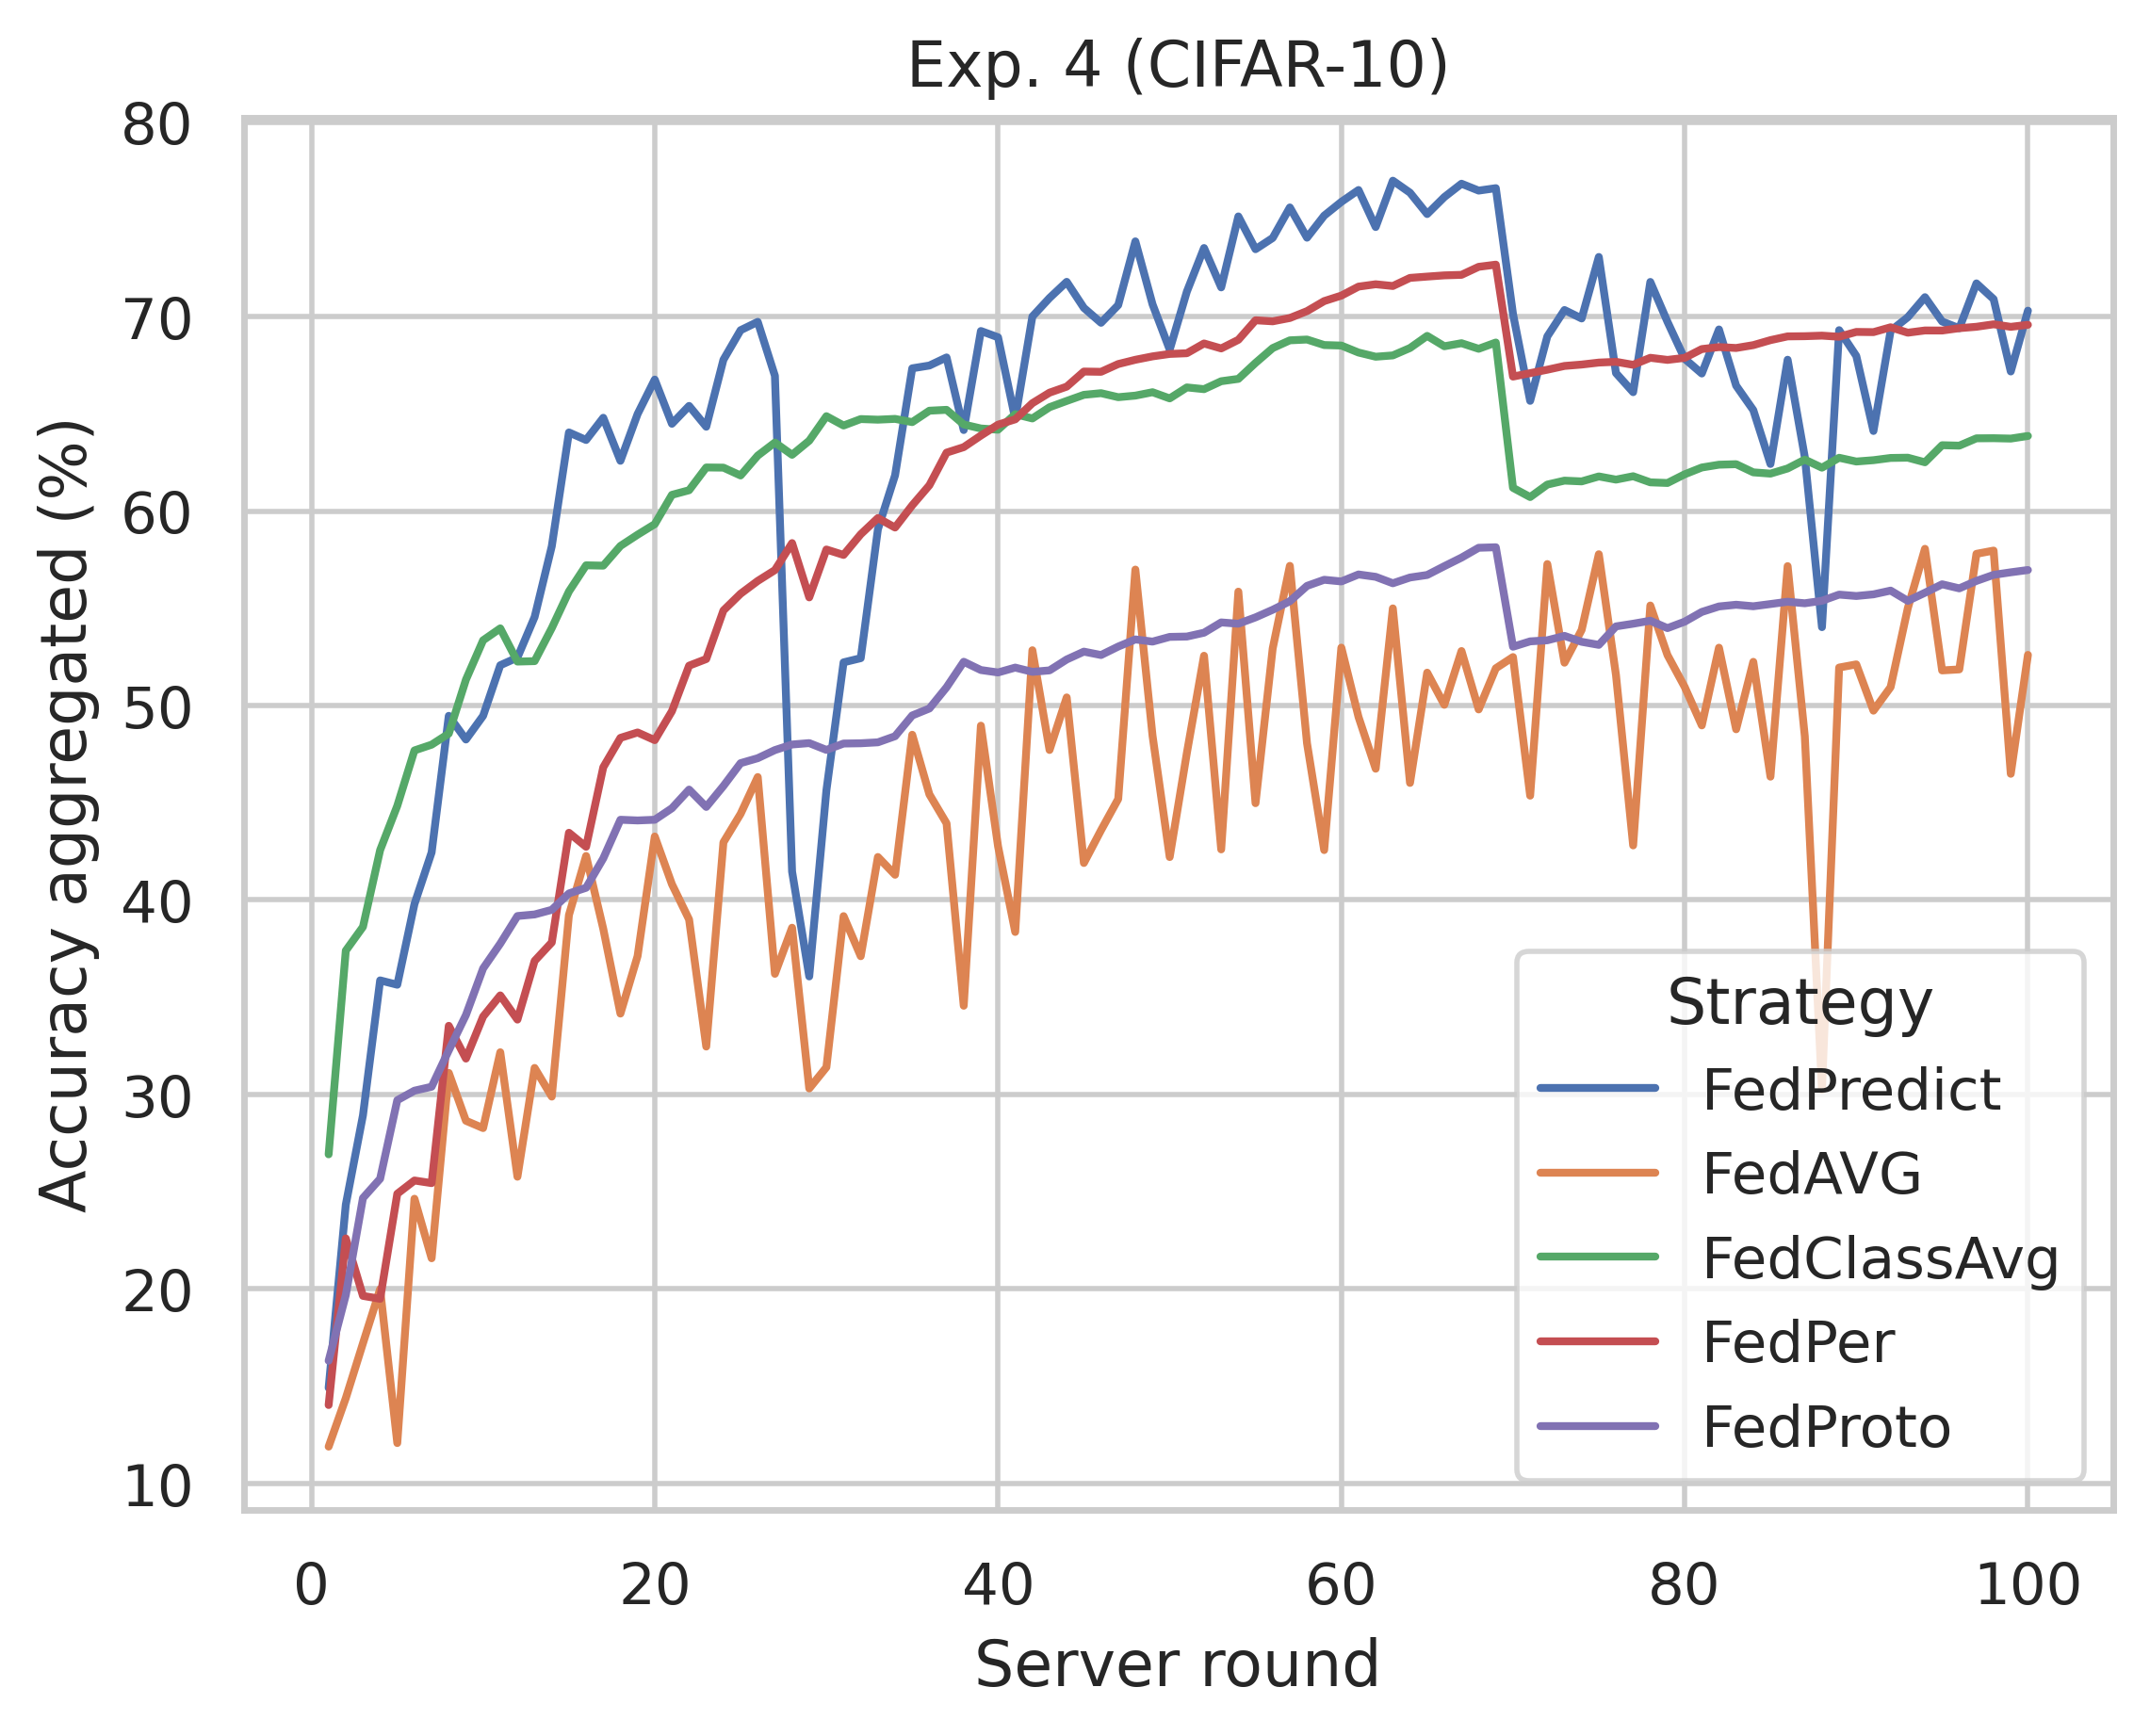 Exp. 4 (CIFAR-10)
Accuracy aggregated (%)
80
70
60
50
40
30
20
10
0 20 40 60 80 100
Server round
Strategy
FedPredict
FedAVG
FedClassAvg
FedPer
FedProto